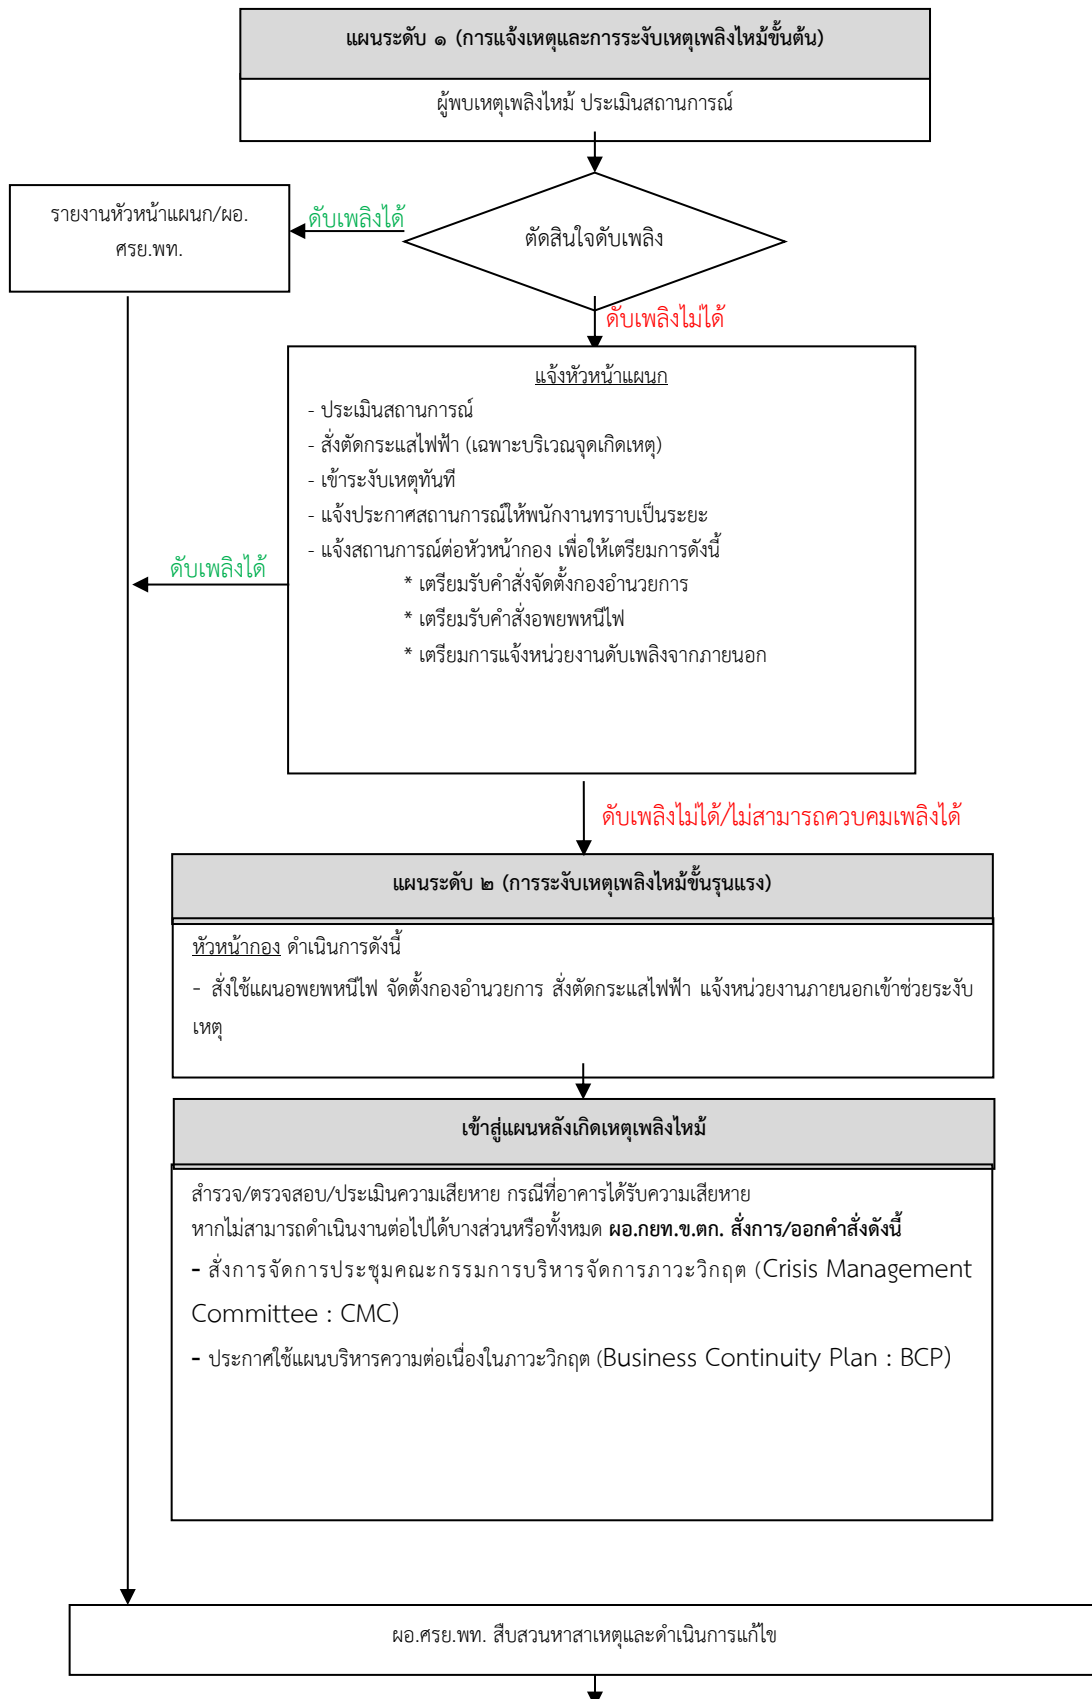 แผนระดับ ๑ (การแจ้งเหตุและการระงับเหตุเพลิงไหม้ขั้นต้น)
ผู้พบเหตุเพลิงไหม้ ประเมินสถานการณ์
ตัดสินใจดับเพลิง
ดับเพลิงได้
รายงานหัวหน้าแผนก/ผอ.
ศรย.พท.
ดับเพลิงไม่ได้
แจ้งหัวหน้าแผนก
- ประเมินสถานการณ์
- สั่งตัดกระแสไฟฟ้า (เฉพาะบริเวณจุดเกิดเหตุ)
- เข้าระงับเหตุทันที
- แจ้งประกาศสถานการณ์ให้พนักงานทราบเป็นระยะ
- แจ้งสถานการณ์ต่อหัวหน้ากอง เพื่อให้เตรียมการดังนี้
* เตรียมรับคำสั่งจัดตั้งกองอำนวยการ
* เตรียมรับคำสั่งอพยพหนีไฟ
* เตรียมการแจ้งหน่วยงานดับเพลิงจากภายนอก
ดับเพลิงได้
ดับเพลิงไม่ได้/ไม่สามารถควบคมเพลิงได้
แผนระดับ ๒ (การระงับเหตุเพลิงไหม้ขั้นรุนแรง)
หัวหน้ากอง ดำเนินการดังนี้
- สั่งใช้แผนอพยพหนีไฟ จัดตั้งกองอำนวยการ สั่งตัดกระแสไฟฟ้า แจ้งหน่วยงานภายนอกเข้าช่วยระงับ
เหตุ
เข้าสู่แผนหลังเกิดเหตุเพลิงไหม้
สำรวจ/ตรวจสอบ/ประเมินความเสียหาย กรณีที่อาคารได้รับความเสียหาย
หากไม่สามารถดำเนินงานต่อไปได้บางส่วนหรือทั้งหมด ผอ.กยท.ข.ตก. สั่งการ/ออกคำสั่งดังนี้
- สั่งการจัดการประชุมคณะกรรมการบริหารจัดการภาวะวิกฤต (Crisis Management
Committee : CMC)
- ประกาศใช้แผนบริหารความต่อเนื่องในภาวะวิกฤต (Business Continuity Plan : BCP)
ผอ.ศรย.พท. สืบสวนหาสาเหตุและดำเนินการแก้ไข